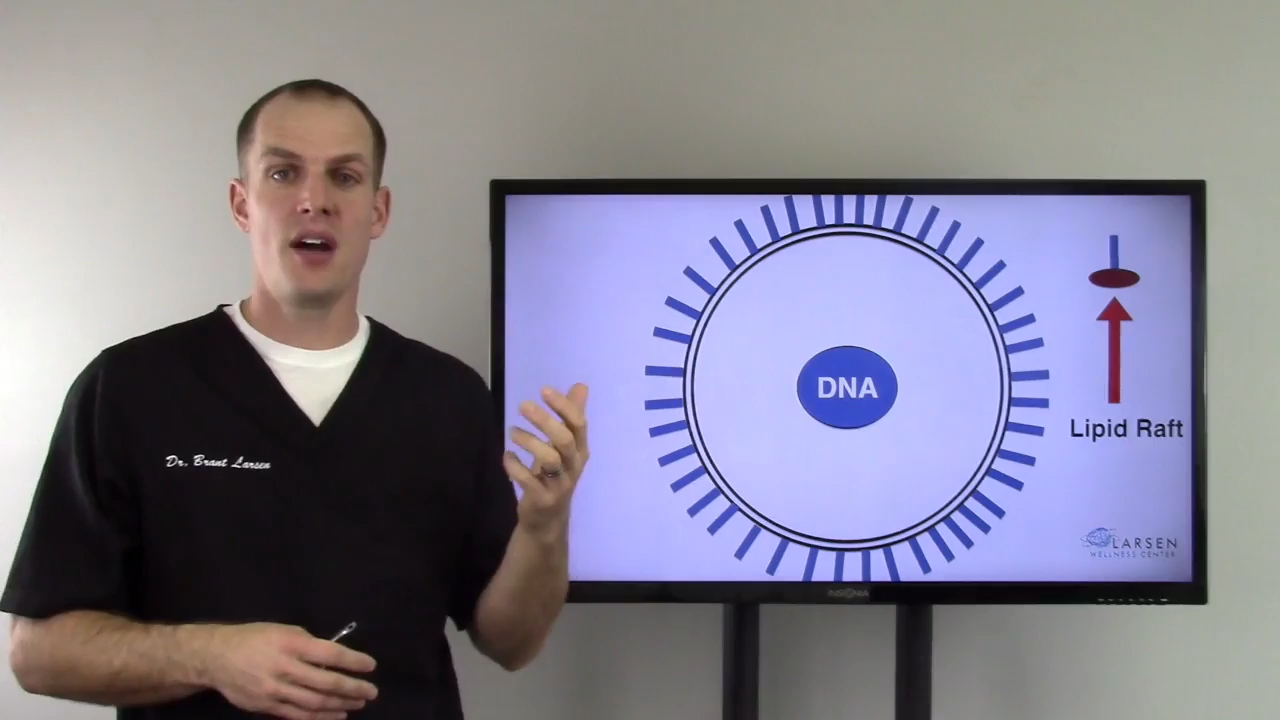 Dr. Brant Larsen
DNA
Lipid Raft
LARSEN
WELLNESS CENTER
INSIGNIA